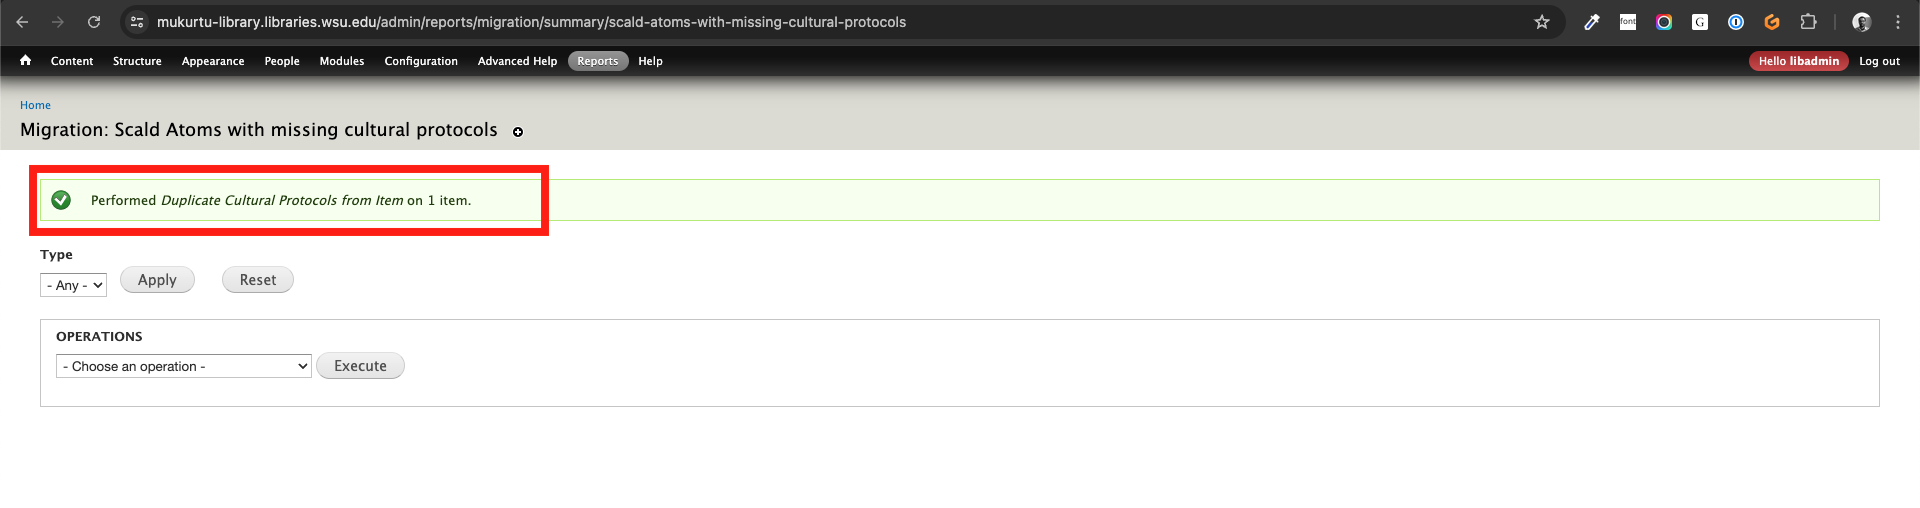 mukurtu-library.libraries.wsu.edu/admin/reports/migration/summary/scald-atoms-with-missing-cultural-protocols
font G
Content Structure Appearance People Modules Configuration Advanced Help Reports Help Hello libadmin Log out
Home
Migration: Scald Atoms with missing cultural protocols
Performed Duplicate Cultural Protocols from Item on 1 item.
Type
- Any - Apply Reset
OPERATIONS
- Choose an operation - Execute